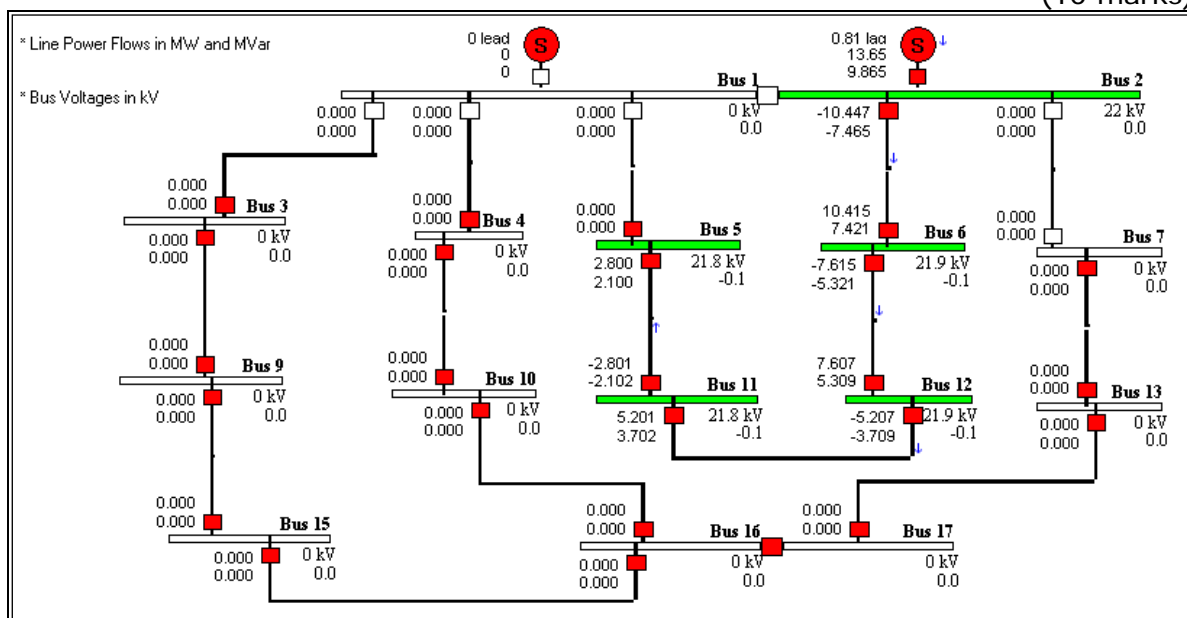 (10 marks)
* Line Power Flows in MW and MVar
* Bus Voltages in kV
0 lead
0
0
S
0.81 lag
13.65
9.865
S
Bus 1
0 kV
0.0
Bus 2
22 kV
0.0
0.000
0.000
0.000
0.000
0.000
0.000
-10.447
-7.465
0.000
0.000
0.000
0.000
Bus 3
0 kV
0.0
0.000
0.000
0.000
0.000
Bus 4
0 kV
0.0
0.000
0.000
0.000
0.000
Bus 5
21.8 kV
-0.1
2.800
2.100
10.415
7.421
Bus 6
21.9 kV
-0.1
-7.615
-5.321
0.000
0.000
Bus 7
0 kV
0.0
0.000
0.000
0.000
0.000
Bus 9
0 kV
0.0
0.000
0.000
0.000
0.000
Bus 10
0 kV
0.0
0.000
0.000
-2.801
-2.102
Bus 11
21.8 kV
-0.1
5.201
3.702
7.607
5.309
Bus 12
21.9 kV
-0.1
-5.207
-3.709
0.000
0.000
Bus 13
0 kV
0.0
0.000
0.000
0.000
0.000
Bus 15
0 kV
0.0
0.000
0.000
0.000
0.000
Bus 16
0 kV
0.0
0.000
0.000
0.000
0.000
Bus 17
0 kV
0.0